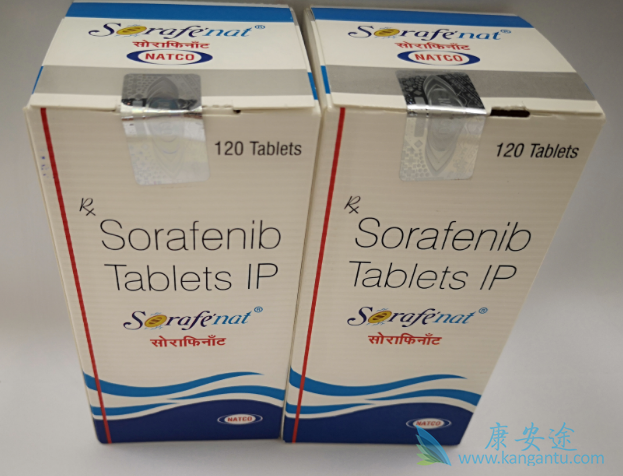 Sorafenat®
सोराफिनाँट
NATCO
120 Tablets
Rx
Sorafenib
Tablets IP
Sorafenat®
सोराफिनाँट
NATCO
Sorafenat®
सोराफिनाँट
NATCO
120 Tablets
Rx
Sorafenib
Tablets IP
Sorafenat®
सोराफिनाँट
NATCO
康安途
www.kangantu.com